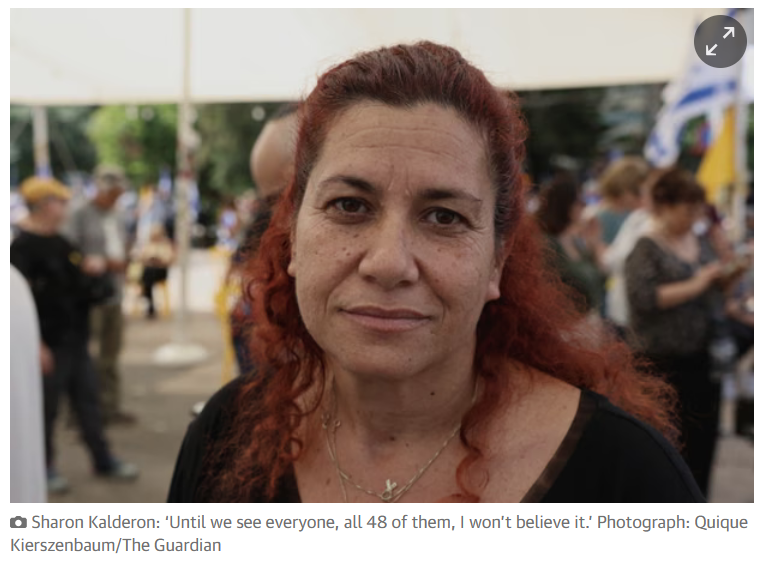 Sharon Kalderon: ‘Until we see everyone, all 48 of them, I won’t believe it.’ Photograph: Quique
Kierszenbaum/The Guardian